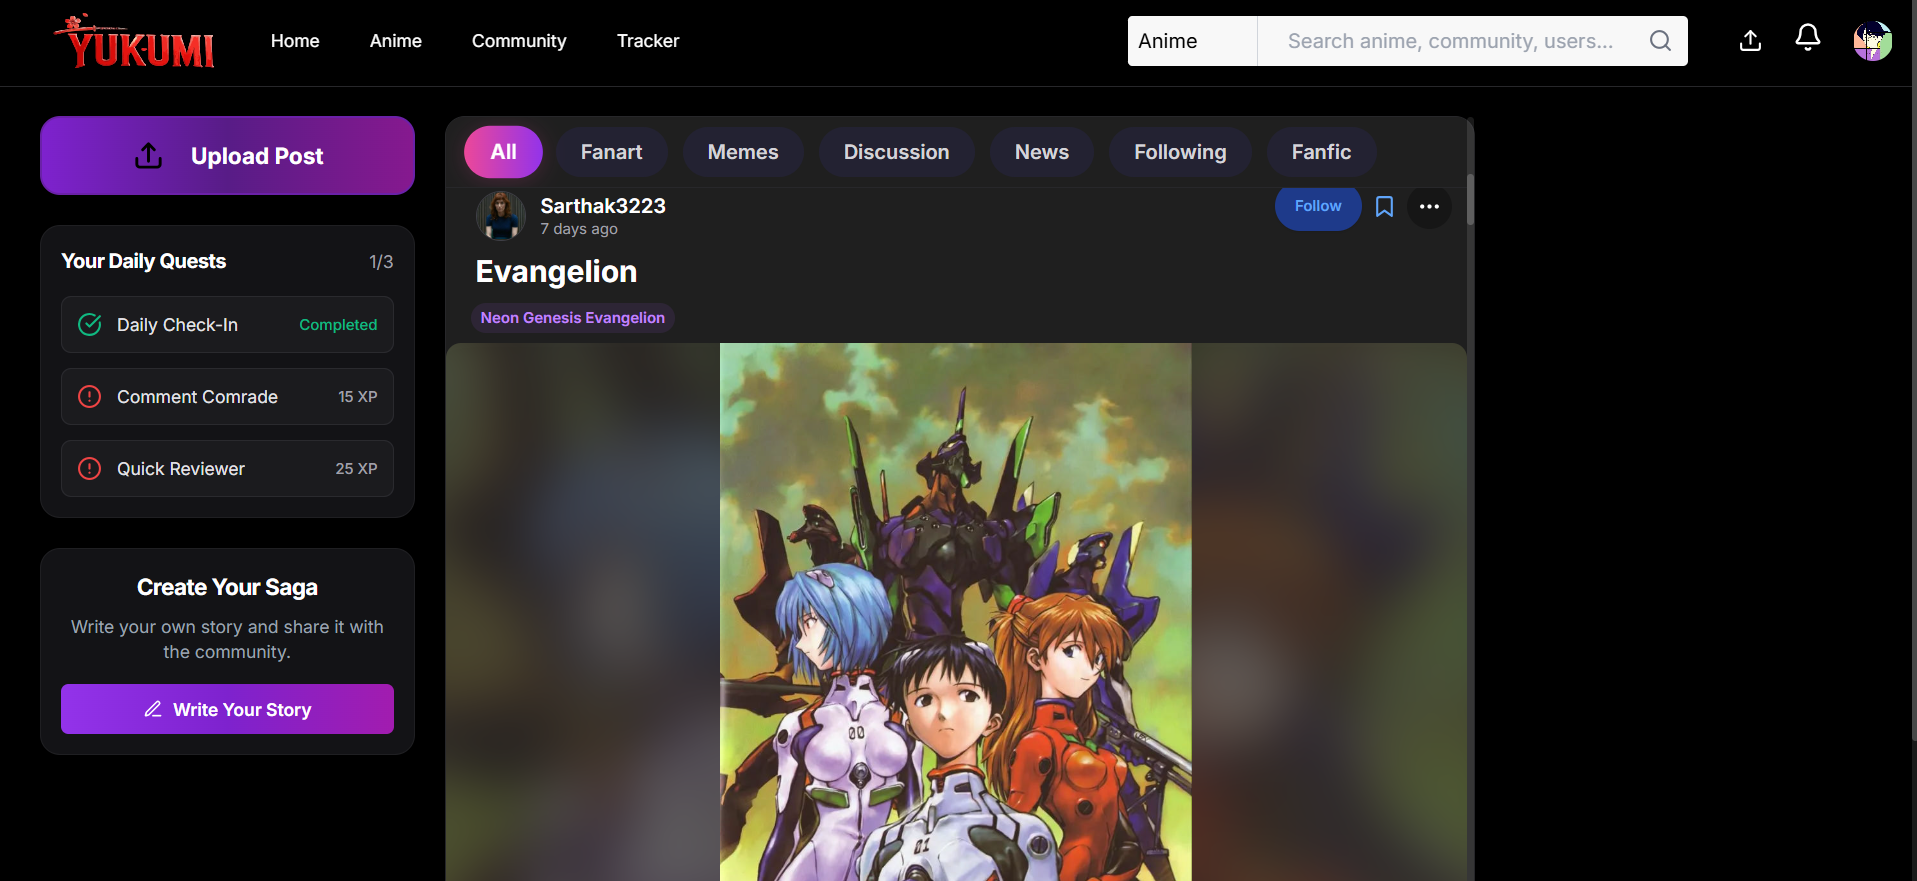 YUKUMI
Home
Anime
Community
Tracker
Anime
Search anime, community, users...
Upload Post
Your Daily Quests
1/3
Daily Check-In
Completed
Comment Comrade
15 XP
Quick Reviewer
25 XP
Create Your Saga
Write your own story and share it with
the community.
Write Your Story
All
Fanart
Memes
Discussion
News
Following
Fanfic
Sarthak3223
7 days ago
Follow
Evangelion
Neon Genesis Evangelion
00
01